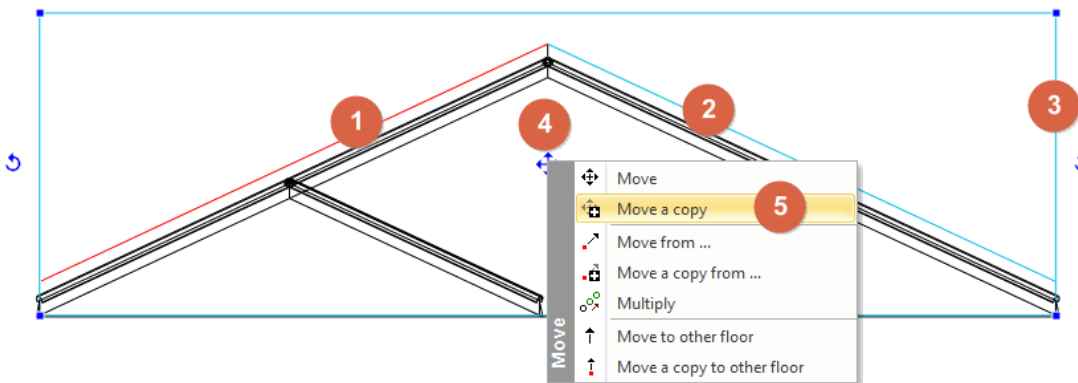 1
2
3
4
Move
Move a copy
5
Move from ...
Move a copy from ...
Multiply
Move to other floor
Move a copy to other floor
Move